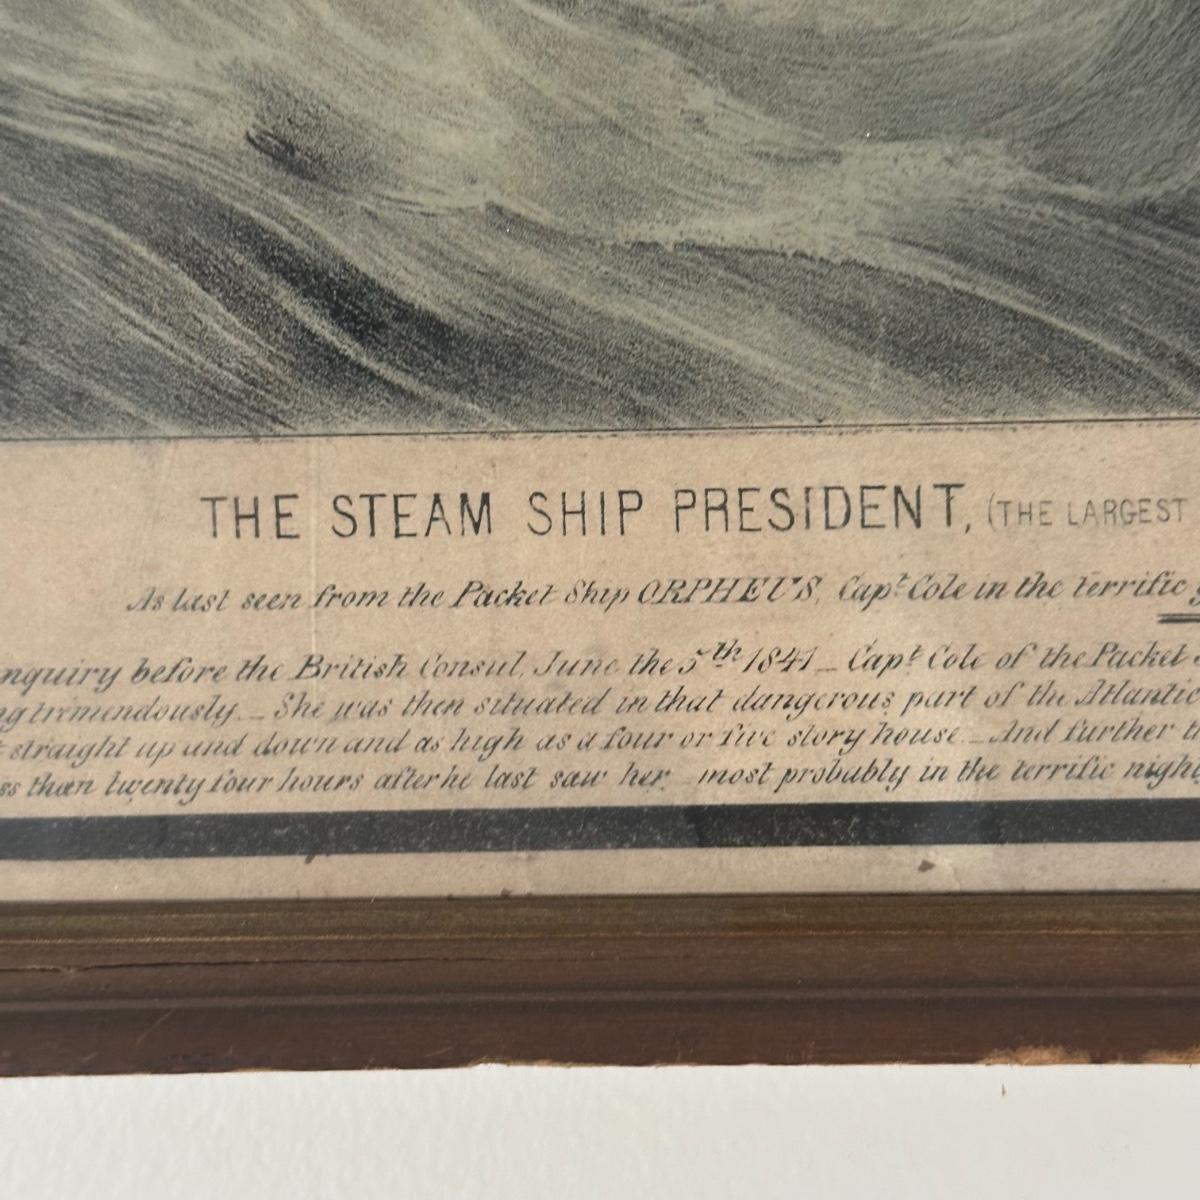 THE STEAM SHIP PRESIDENT, (THE LARGEST
As last seen from the Packet Ship ORPHEUS, Capt. Cole in the terrific
nquiry before the British Consul, June the 5th 1841 _ Capt. Cole of the Packet
ng tremendously. _ She was then situated in that dangerous part of the Atlantic
straight up and down and as high as a four or five story house. _ And further
ss than twenty four hours after he last saw her _ most probably in the terrific night